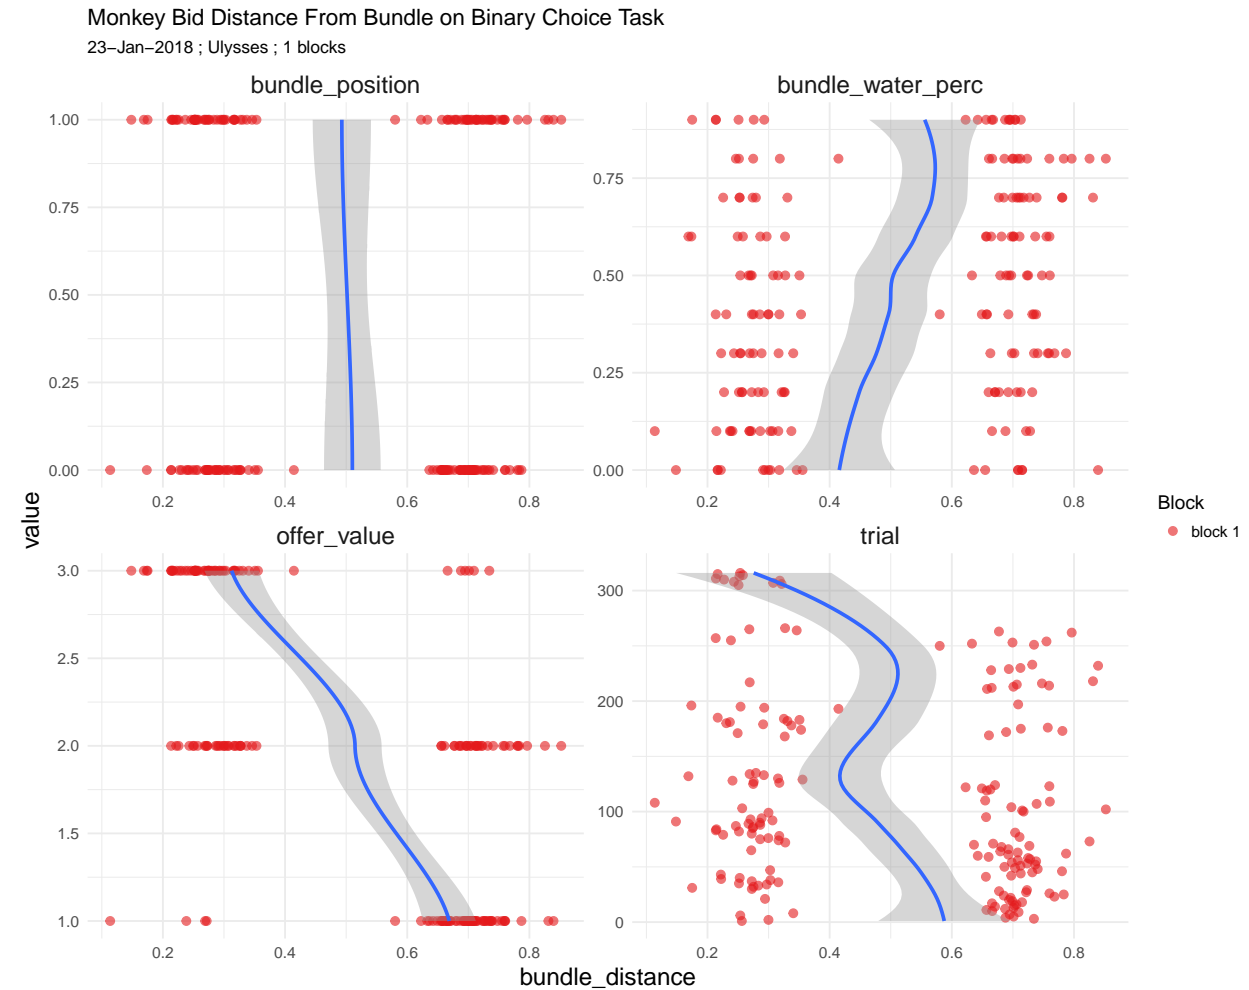 Monkey Bid Distance From Bundle on Binary Choice Task
23−Jan−2018 ; Ulysses ; 1 blocks
bundle_position
bundle_water_perc
1.00
0.75
0.50
0.25
0.00
0.2 0.4 0.6 0.8
0.75
0.50
0.25
0.00
0.2 0.4 0.6 0.8
offer_value
trial
3.0
2.5
2.0
1.5
1.0
0.2 0.4 0.6 0.8
300
200
100
0
0.2 0.4 0.6 0.8
value
bundle_distance
Block
block 1